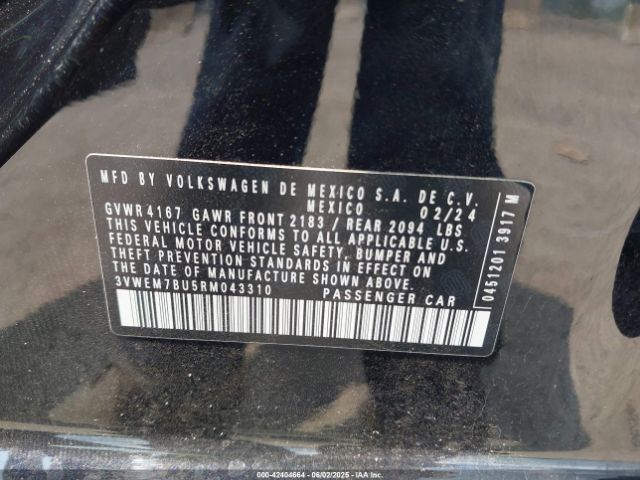 MFD BY VOLKSWAGEN DE MEXICO S.A. DE C.V.
MEXICO 02/24
GVWR 4167 GAWR FRONT 2183 / REAR 2094 LBS
THIS VEHICLE CONFORMS TO ALL APPLICABLE U.S.
FEDERAL MOTOR VEHICLE SAFETY, BUMPER AND
THEFT PREVENTION STANDARDS IN EFFECT ON
THE DATE OF MANUFACTURE SHOWN ABOVE.
3VWEM7BU5RM043310 PASSENGER CAR
0451201 3917 M
000-42404664 - 06/02/2025 - IAA Inc.